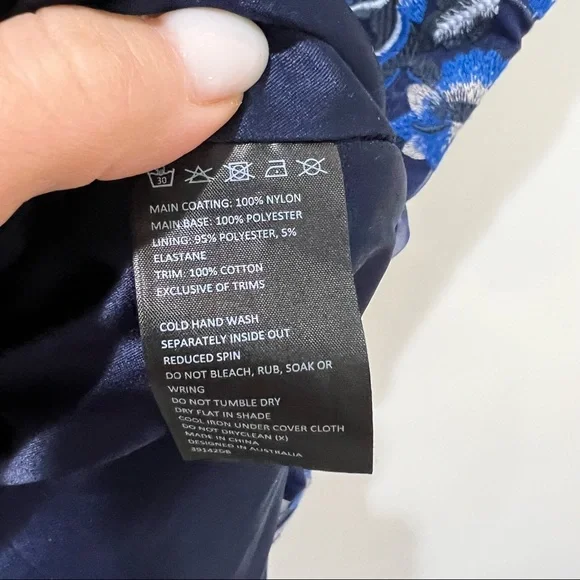 30
MAIN COATING: 100% NYLON
MAIN BASE: 100% POLYESTER
LINING: 95% POLYESTER, 5%
ELASTANE
TRIM: 100% COTTON
EXCLUSIVE OF TRIMS
COLD HAND WASH
SEPARATELY INSIDE OUT
REDUCED SPIN
DO NOT BLEACH, RUB, SOAK OR
WRING
DO NOT TUMBLE DRY
DRY FLAT IN SHADE
COOL IRON UNDER COVER CLOTH
DO NOT DRYCLEAN (X)
MADE IN CHINA
DESIGNED IN AUSTRALIA
39142DB